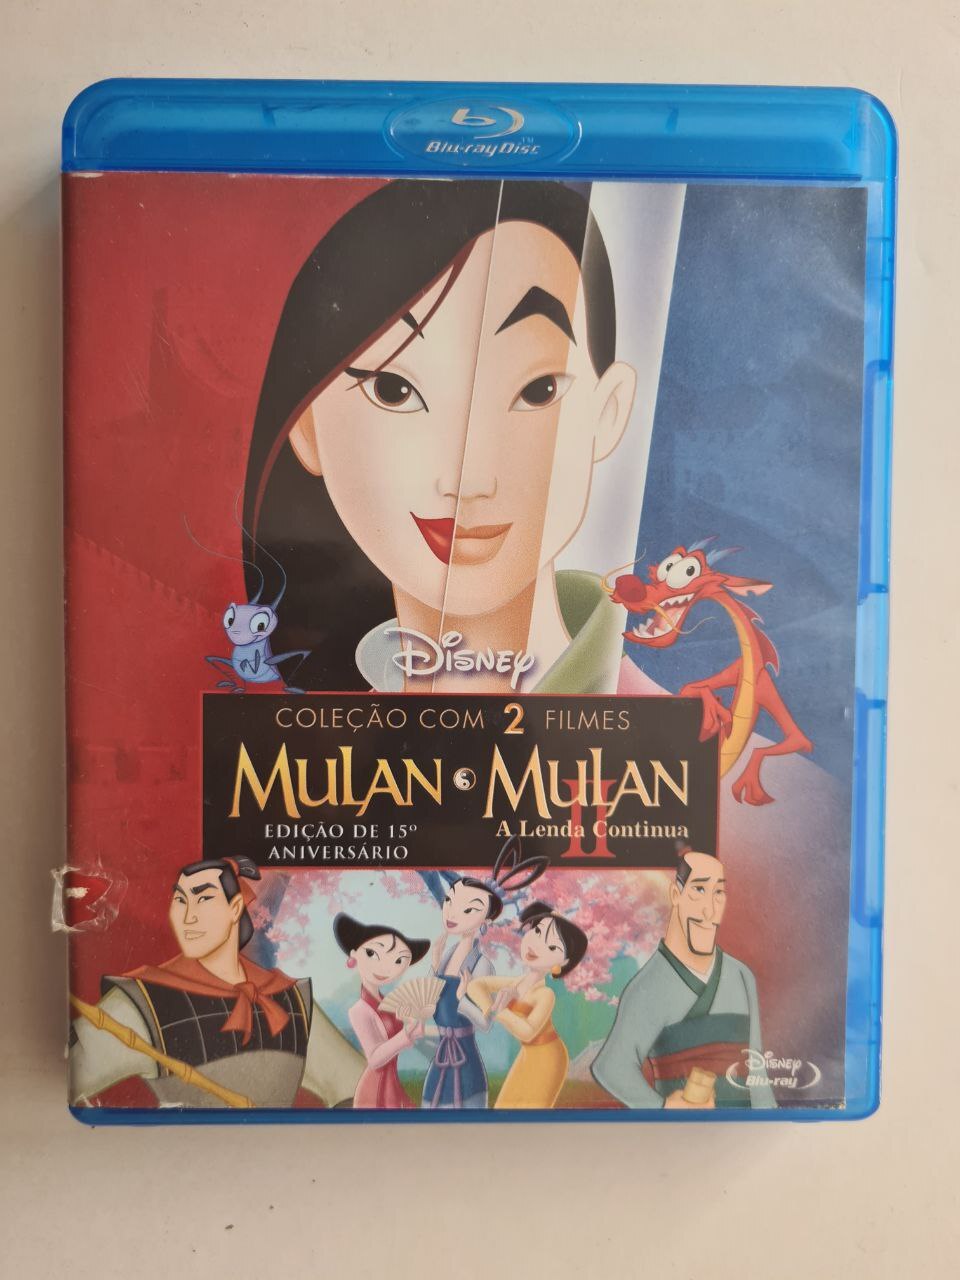 Blu-ray Disc™
Disney
COLEÇÃO COM 2 FILMES
MULAN MULAN II
EDIÇÃO DE 15º
ANIVERSÁRIO
A Lenda Continua
Disney
Blu-ray